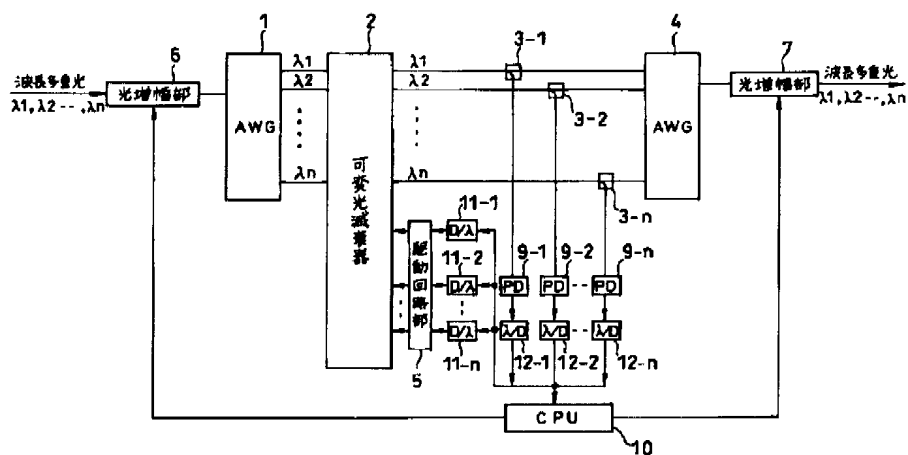 1
2
3-1
4
6
7
波長多重光
λ1,λ2--,λn
光増幅部
AWG
λ1
λ2
λn
可変光減衰器
λ1
λ2
λn
3-2
3-n
AWG
光増幅部
波長多重光
λ1,λ2--,λn
11-1
D/λ
11-2
D/λ
11-n
D/λ
駆動回路部
5
9-1
9-2
9-n
PD
PD
PD
λ/D
λ/D
λ/D
12-1
12-2
12-n
CPU
10